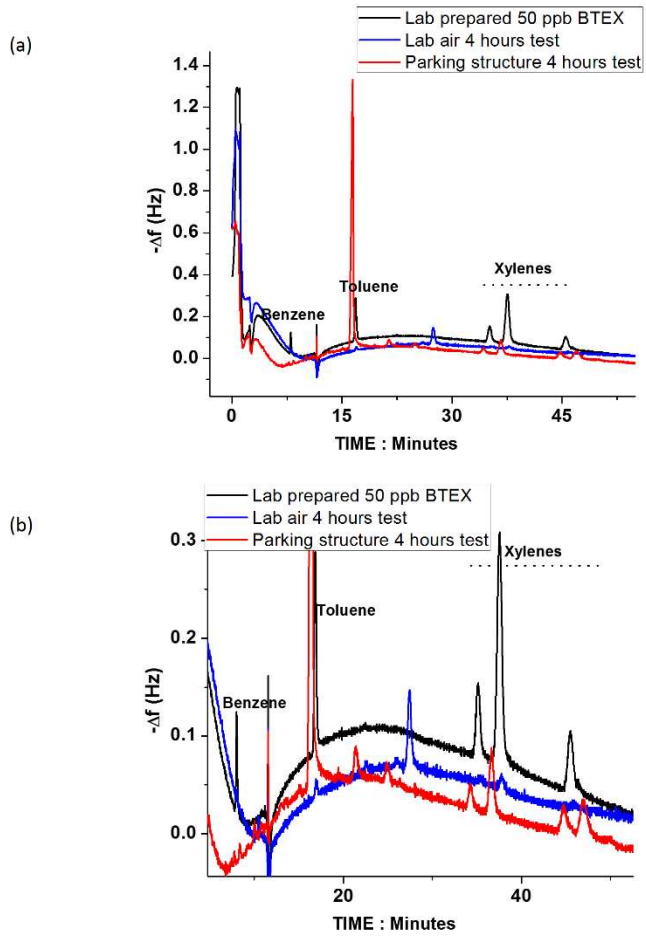 (a)
Lab prepared 50 ppb BTEX
Lab air 4 hours test
Parking structure 4 hours test
1.4
1.2
1.0
0.8
0.6
0.4
0.2
0.0
-Δf (Hz)
Benzene
Toluene
Xylenes
0 15 30 45
TIME : Minutes
(b)
Lab prepared 50 ppb BTEX
Lab air 4 hours test
Parking structure 4 hours test
0.3
0.2
0.1
0.0
-Δf (Hz)
Benzene
Toluene
Xylenes
20 40
TIME : Minutes